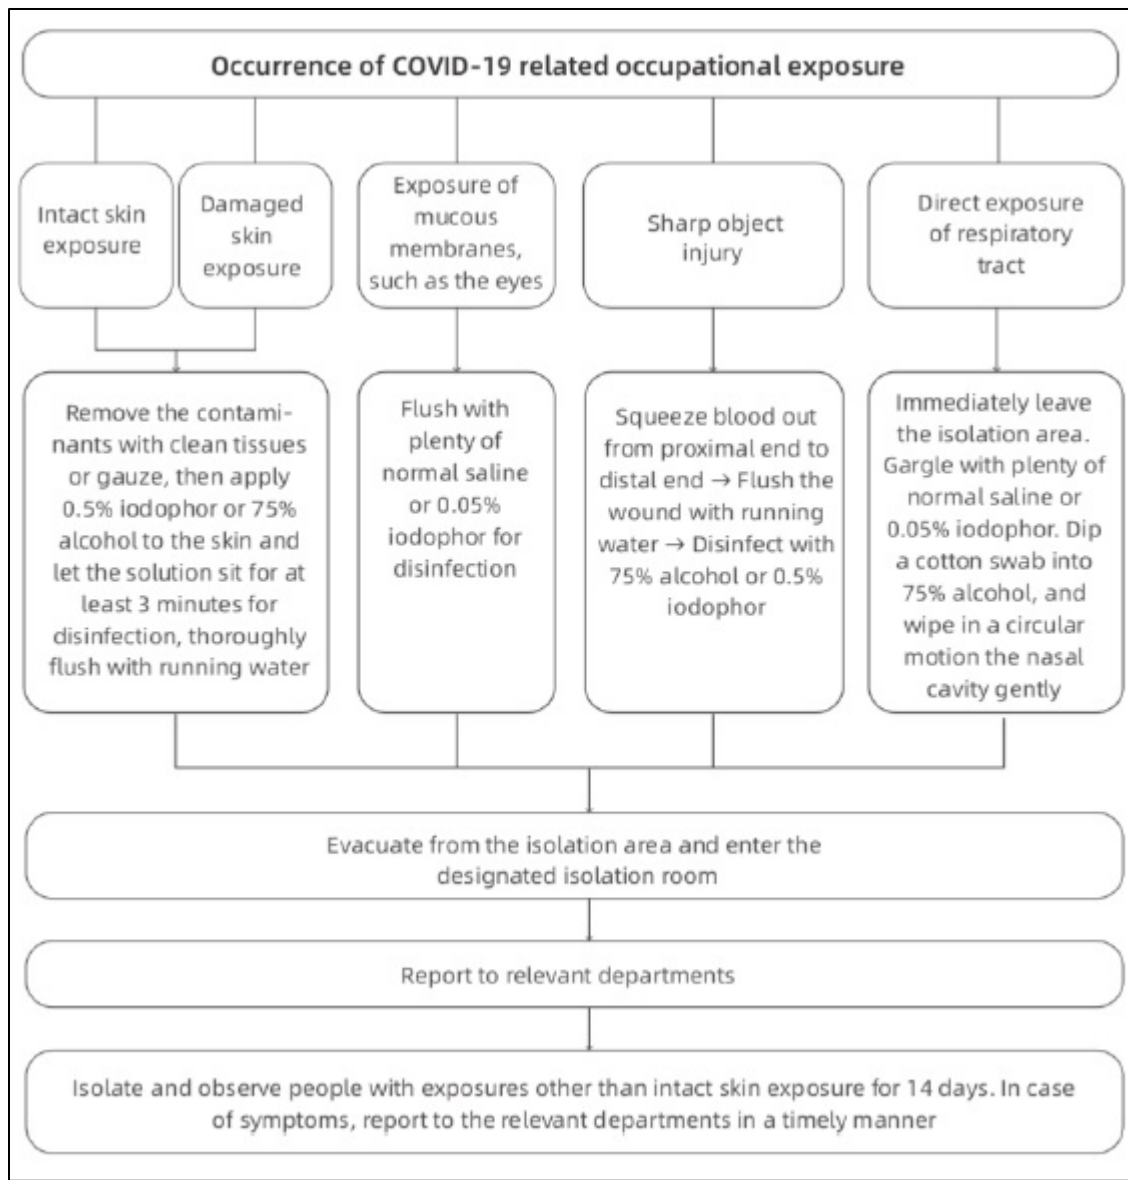 Occurrence of COVID-19 related occupational exposure
Intact skin
exposure
Damaged
skin
exposure
Exposure of
mucous
membranes,
such as the eyes
Sharp object
injury
Direct exposure
of respiratory
tract
Remove the contami-
nants with clean tissues
or gauze, then apply
0.5% iodophor or 75%
alcohol to the skin and
let the solution sit for at
least 3 minutes for
disinfection, thoroughly
flush with running water
Flush with
plenty of
normal saline
or 0.05%
iodophor for
disinfection
Squeeze blood out
from proximal end to
distal end → Flush the
wound with running
water → Disinfect with
75% alcohol or 0.5%
iodophor
Immediately leave
the isolation area.
Gargle with plenty of
normal saline or
0.05% iodophor. Dip
a cotton swab into
75% alcohol, and
wipe in a circular
motion the nasal
cavity gently
Evacuate from the isolation area and enter the
designated isolation room
Report to relevant departments
Isolate and observe people with exposures other than intact skin exposure for 14 days. In case
of symptoms, report to the relevant departments in a timely manner